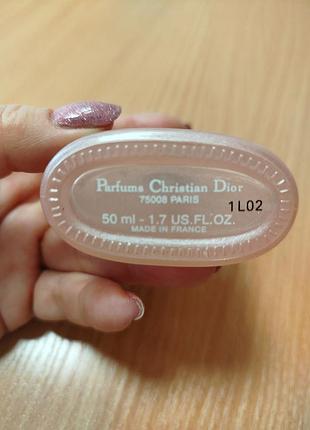 Parfums Christian Dior
75008 PARIS
1L02
50 ml - 1.7 US.FL.OZ.
MADE IN FRANCE